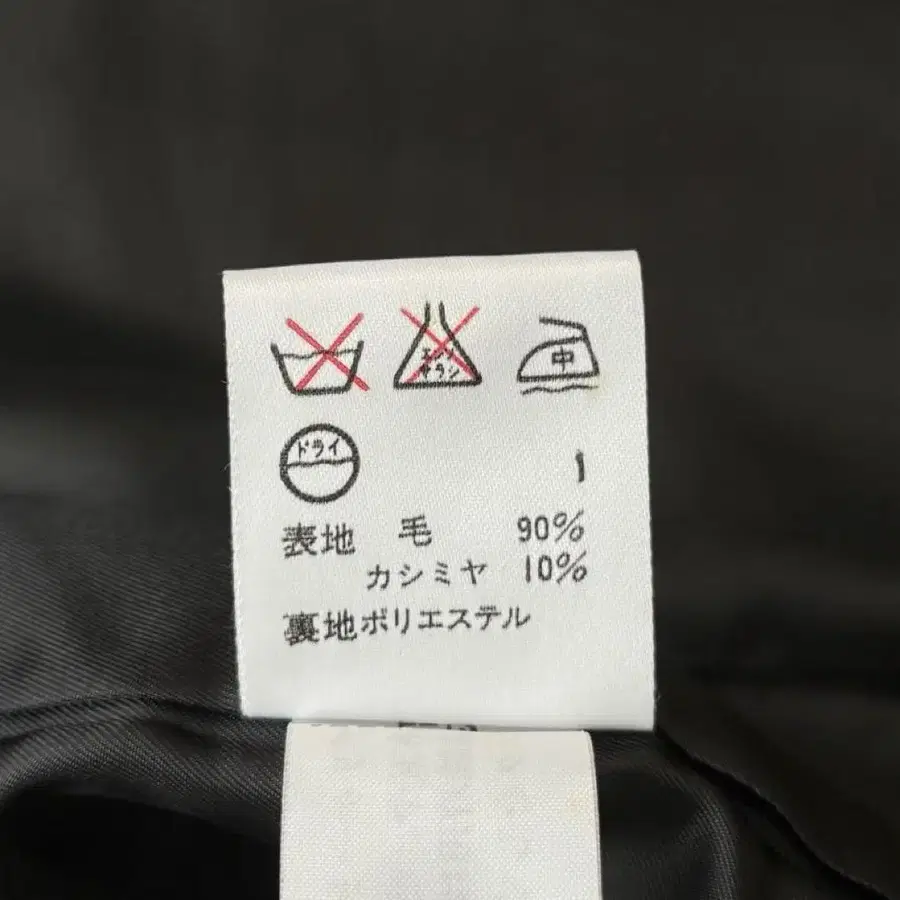 エンソ
サラシ
中
ドライ
1
表地 毛 90%
カシミヤ 10%
裏地ポリエステル